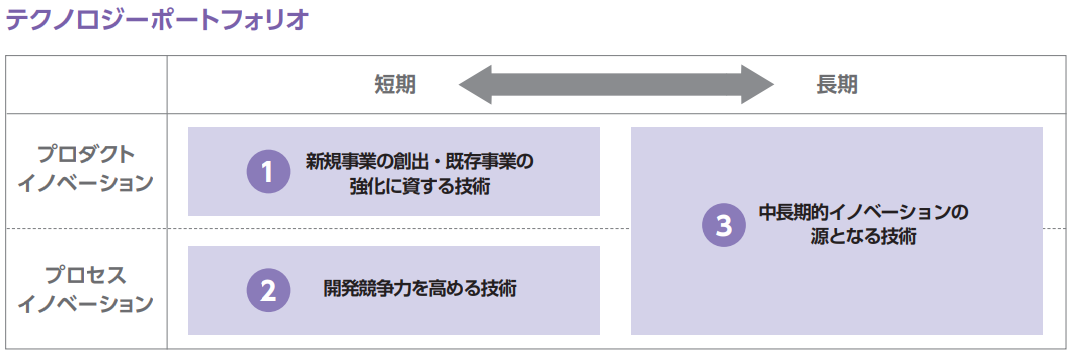 テクノロジーポートフォリオ
短期
長期
プロダクト
イノベーション
1
新規事業の創出・既存事業の
強化に資する技術
3
中長期的イノベーションの
源となる技術
プロセス
イノベーション
2
開発競争力を高める技術